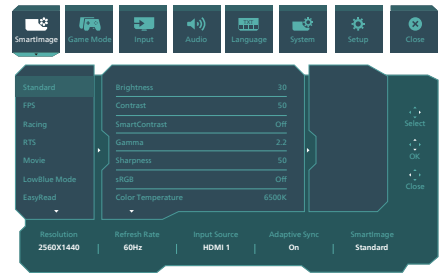 SmartImage
Game Mode
Input
Audio
Language
System
Setup
Close
Standard
FPS
Racing
RTS
Movie
LowBlue Mode
EasyRead
Brightness 30
Contrast 50
SmartContrast Off
Gamma 2.2
Sharpness 50
sRGB Off
Color Temperature 6500K
Select
OK
Close
Resolution
2560X1440
Refresh Rate
60Hz
Input Source
HDMI 1
Adaptive Sync
On
SmartImage
Standard